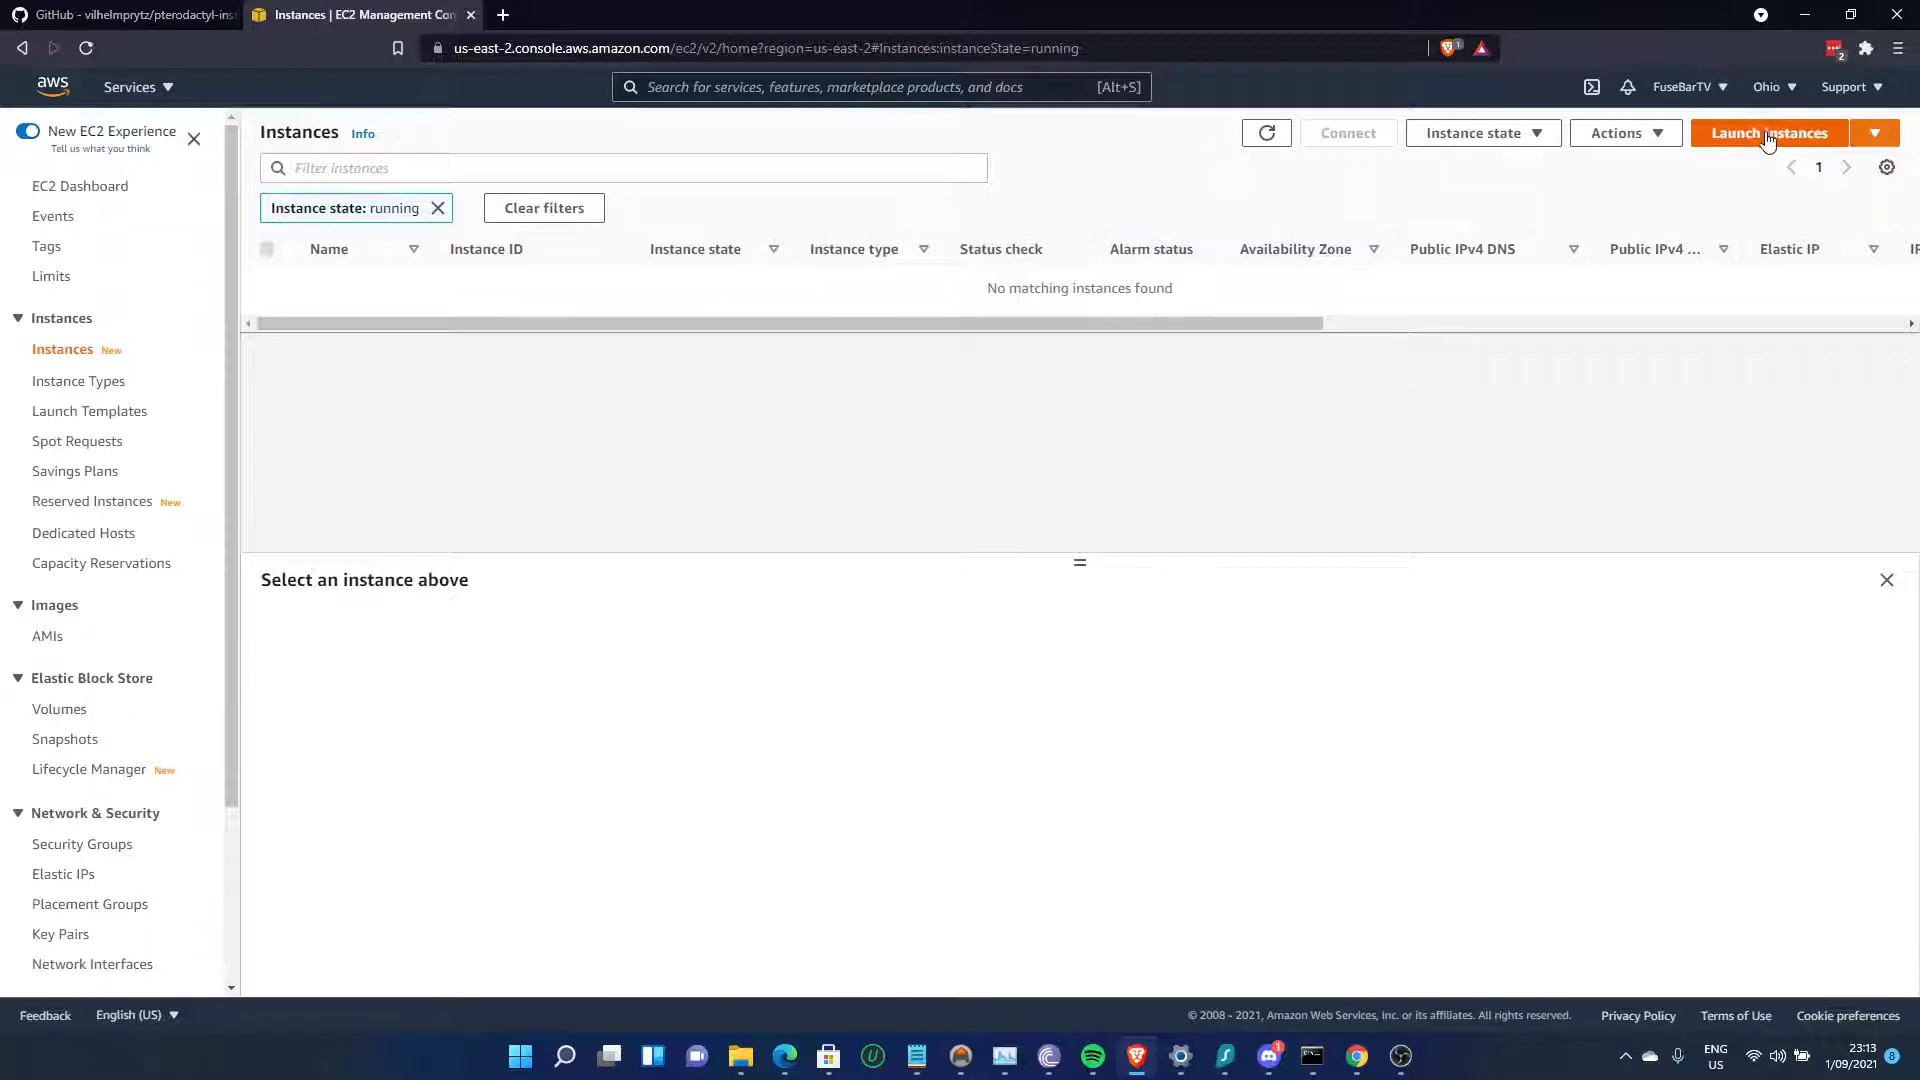 GitHub - vilhelmprytz/pterodactyl-inst
Instances | EC2 Management Con
us-east-2.console.aws.amazon.com/ec2/v2/home?region=us-east-2#Instances:instanceState=running
1
2
aws
Services
Search for services, features, marketplace products, and docs
[Alt+S]
FuseBarTV
Ohio
Support
New EC2 Experience
Tell us what you think
EC2 Dashboard
Events
Tags
Limits
Instances
Instances New
Instance Types
Launch Templates
Spot Requests
Savings Plans
Reserved Instances New
Dedicated Hosts
Capacity Reservations
Images
AMIs
Elastic Block Store
Volumes
Snapshots
Lifecycle Manager New
Network & Security
Security Groups
Elastic IPs
Placement Groups
Key Pairs
Network Interfaces
Instances Info
Connect
Instance state
Actions
Launch instances
Filter instances
1
Instance state: running
Clear filters
Name
Instance ID
Instance state
Instance type
Status check
Alarm status
Availability Zone
Public IPv4 DNS
Public IPv4 ...
Elastic IP
IP
No matching instances found
Select an instance above
Feedback
English (US)
© 2008 - 2021, Amazon Web Services, Inc. or its affiliates. All rights reserved.
Privacy Policy
Terms of Use
Cookie preferences
1
ENG
US
23:13
1/09/2021
8